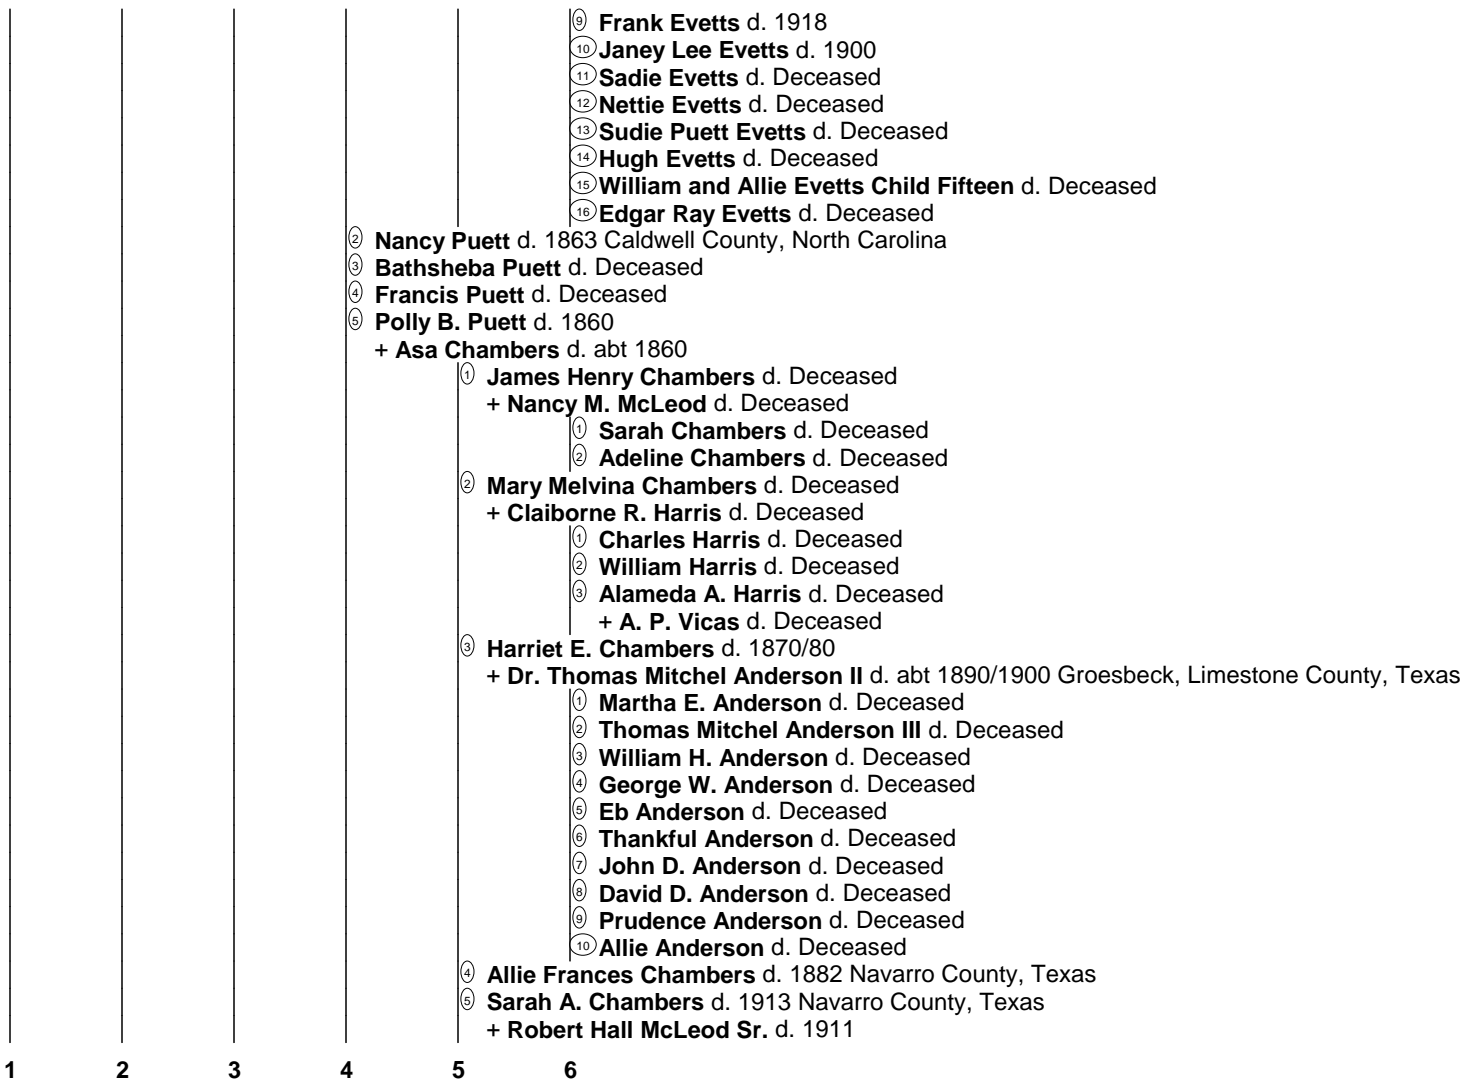 9 Frank Evetts d. 1918
10 Janey Lee Evetts d. 1900
11 Sadie Evetts d. Deceased
12 Nettie Evetts d. Deceased
13 Sudie Puett Evetts d. Deceased
14 Hugh Evetts d. Deceased
15 William and Allie Evetts Child Fifteen d. Deceased
16 Edgar Ray Evetts d. Deceased
2 Nancy Puett d. 1863 Caldwell County, North Carolina
3 Bathsheba Puett d. Deceased
4 Francis Puett d. Deceased
5 Polly B. Puett d. 1860
+ Asa Chambers d. abt 1860
1 James Henry Chambers d. Deceased
+ Nancy M. McLeod d. Deceased
1 Sarah Chambers d. Deceased
2 Adeline Chambers d. Deceased
2 Mary Melvina Chambers d. Deceased
+ Claiborne R. Harris d. Deceased
1 Charles Harris d. Deceased
2 William Harris d. Deceased
3 Alameda A. Harris d. Deceased
+ A. P. Vicas d. Deceased
3 Harriet E. Chambers d. 1870/80
+ Dr. Thomas Mitchel Anderson II d. abt 1890/1900 Groesbeck, Limestone County, Texas
1 Martha E. Anderson d. Deceased
2 Thomas Mitchel Anderson III d. Deceased
3 William H. Anderson d. Deceased
4 George W. Anderson d. Deceased
5 Eb Anderson d. Deceased
6 Thankful Anderson d. Deceased
7 John D. Anderson d. Deceased
8 David D. Anderson d. Deceased
9 Prudence Anderson d. Deceased
10 Allie Anderson d. Deceased
4 Allie Frances Chambers d. 1882 Navarro County, Texas
5 Sarah A. Chambers d. 1913 Navarro County, Texas
+ Robert Hall McLeod Sr. d. 1911
1 2 3 4 5 6